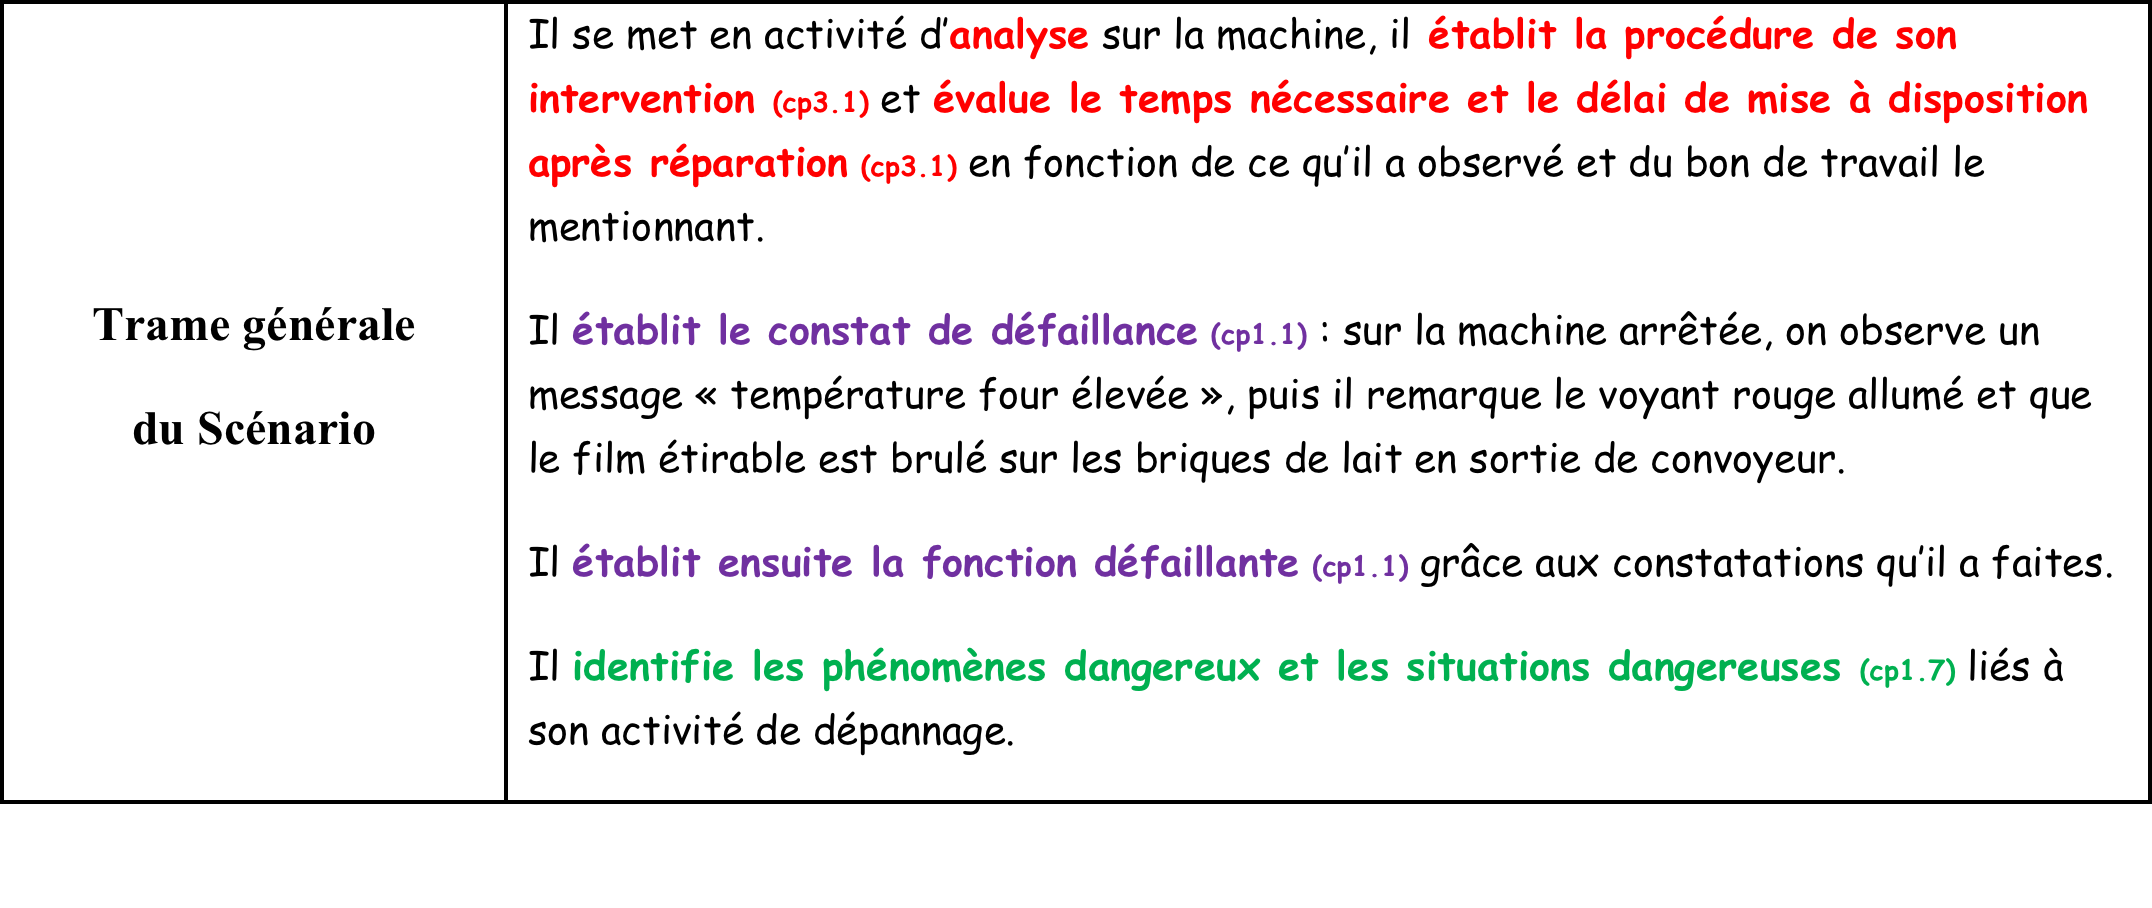 Trame générale
du Scénario
Il se met en activité d’analyse sur la machine, il établit la procédure de son
intervention (cp3.1) et évalue le temps nécessaire et le délai de mise à disposition
après réparation (cp3.1) en fonction de ce qu’il a observé et du bon de travail le
mentionnant.
Il établit le constat de défaillance (cp1.1) : sur la machine arrêtée, on observe un
message « température four élevée », puis il remarque le voyant rouge allumé et que
le film étirable est brulé sur les briques de lait en sortie de convoyeur.
Il établit ensuite la fonction défaillante (cp1.1) grâce aux constatations qu’il a faites.
Il identifie les phénomènes dangereux et les situations dangereuses (cp1.7) liés à
son activité de dépannage.